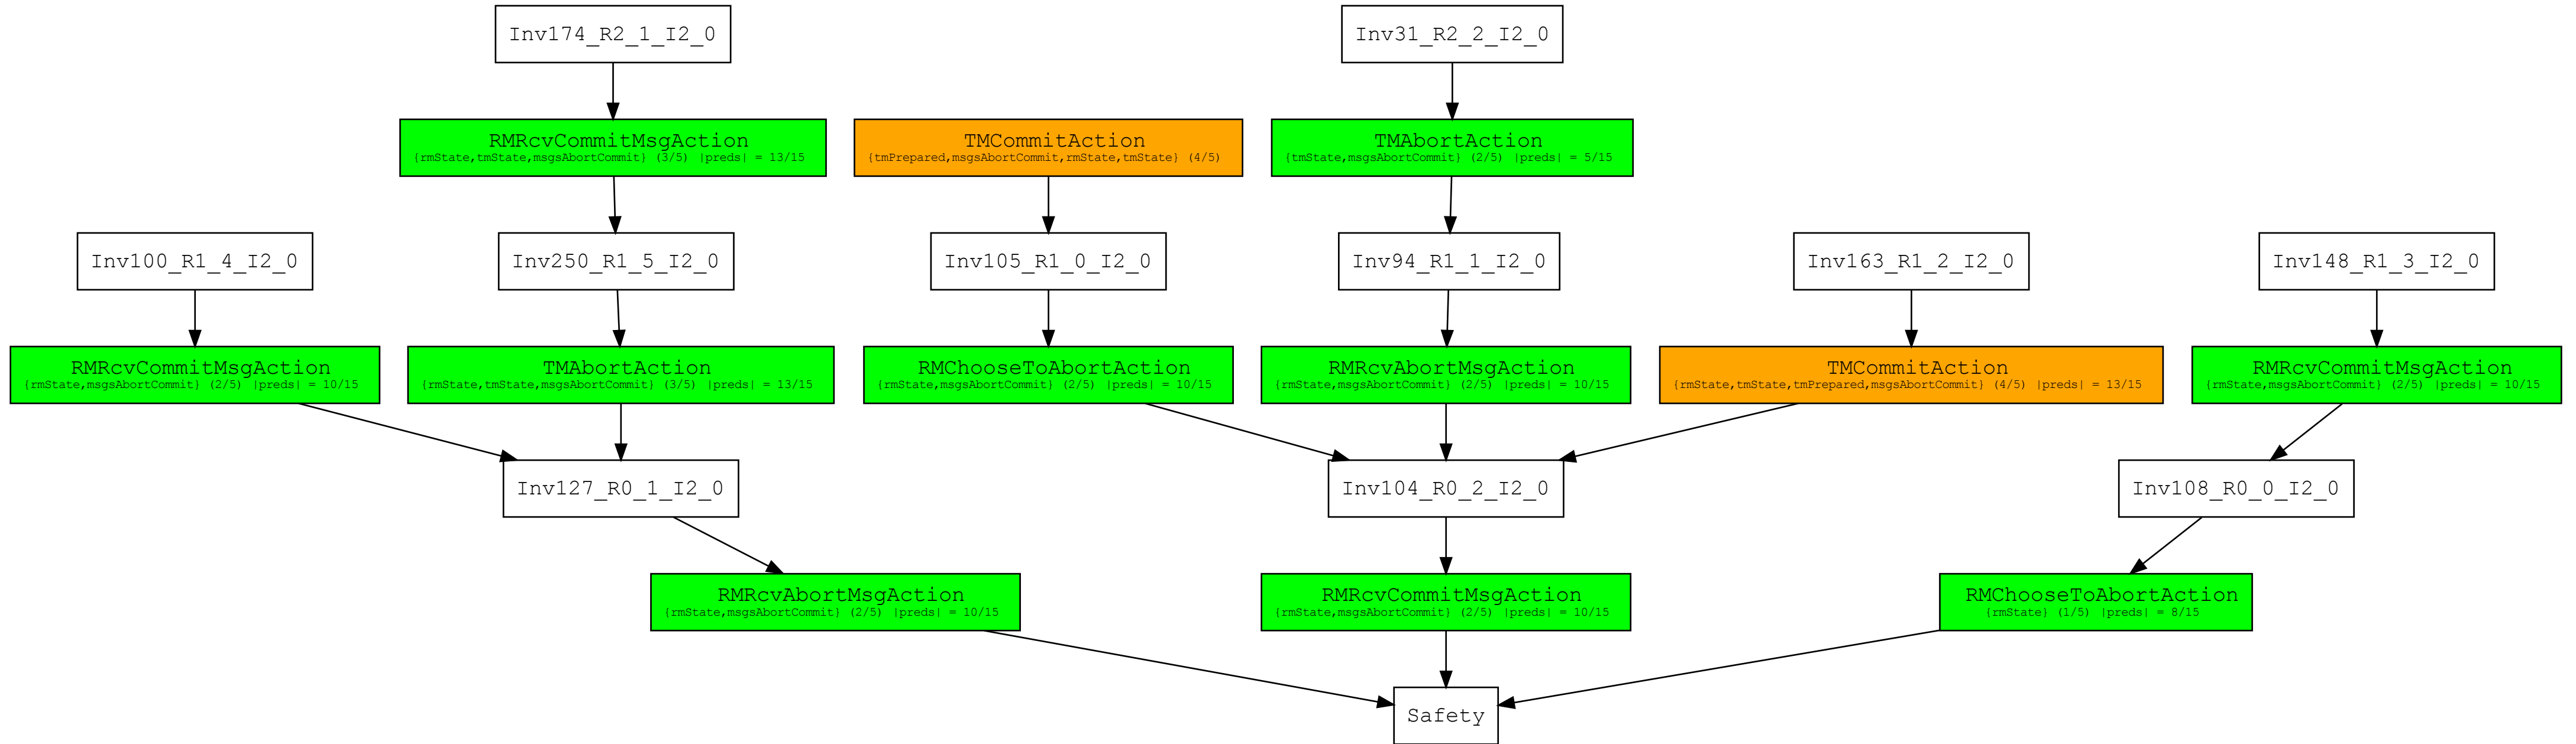 Inv174_R2_1_I2_0
Inv31_R2_2_I2_0
RMRcvCommitMsgAction
{rmState,tmState,msgsAbortCommit} (3/5) |preds| = 13/15
TMCommitAction
{tmPrepared,msgsAbortCommit,rmState,tmState} (4/5)
TMAbortAction
{tmState,msgsAbortCommit} (2/5) |preds| = 5/15
Inv100_R1_4_I2_0
Inv250_R1_5_I2_0
Inv105_R1_0_I2_0
Inv94_R1_1_I2_0
Inv163_R1_2_I2_0
Inv148_R1_3_I2_0
RMRcvCommitMsgAction
{rmState,msgsAbortCommit} (2/5) |preds| = 10/15
TMAbortAction
{rmState,tmState,msgsAbortCommit} (3/5) |preds| = 13/15
RMChooseToAbortAction
{rmState,msgsAbortCommit} (2/5) |preds| = 10/15
RMRcvAbortMsgAction
{rmState,msgsAbortCommit} (2/5) |preds| = 10/15
TMCommitAction
{rmState,tmState,tmPrepared,msgsAbortCommit} (4/5) |preds| = 13/15
RMRcvCommitMsgAction
{rmState,msgsAbortCommit} (2/5) |preds| = 10/15
Inv127_R0_1_I2_0
Inv104_R0_2_I2_0
Inv108_R0_0_I2_0
RMRcvAbortMsgAction
{rmState,msgsAbortCommit} (2/5) |preds| = 10/15
RMRcvCommitMsgAction
{rmState,msgsAbortCommit} (2/5) |preds| = 10/15
RMChooseToAbortAction
{rmState} (1/5) |preds| = 8/15
Safety